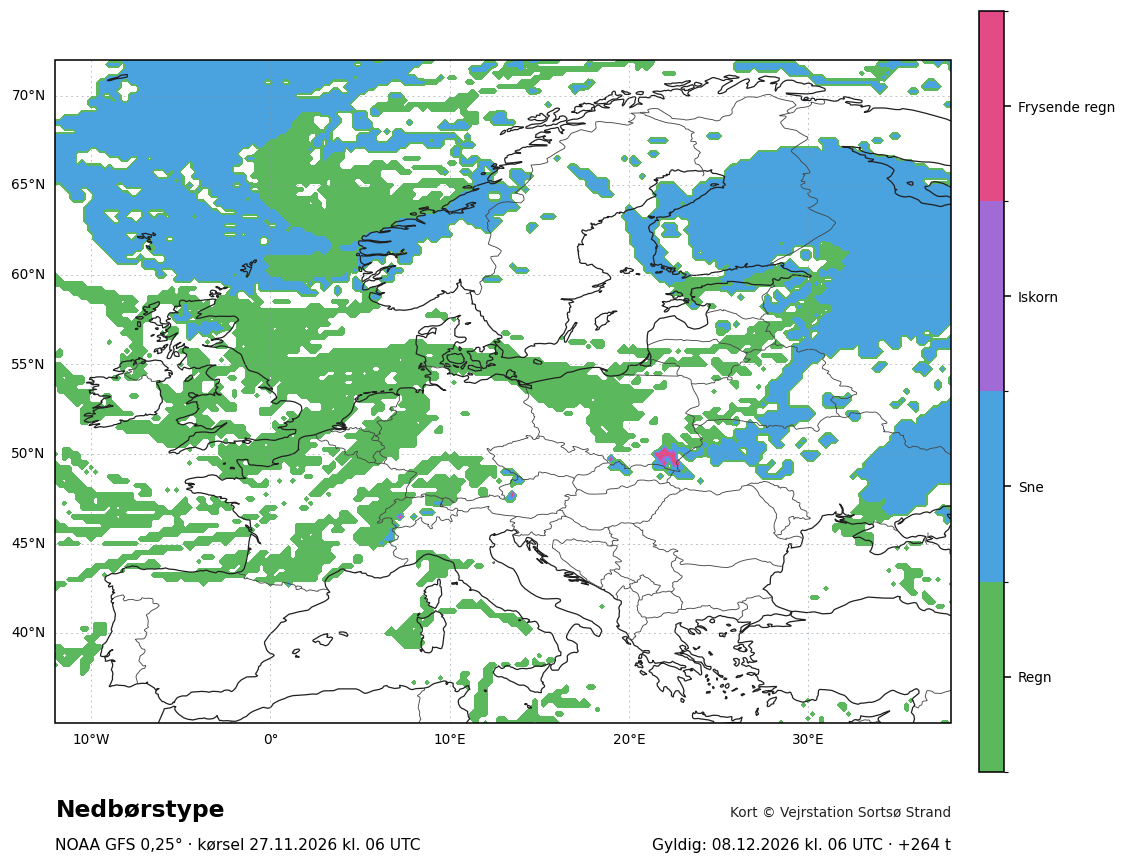 70°N
65°N
60°N
55°N
50°N
45°N
40°N
10°W
0°
10°E
20°E
30°E
Frysende regn
Iskorn
Sne
Regn
Nedbørstype
Kort © Vejrstation Sortsø Strand
NOAA GFS 0,25° · kørsel 27.11.2026 kl. 06 UTC
Gyldig: 08.12.2026 kl. 06 UTC · +264 t